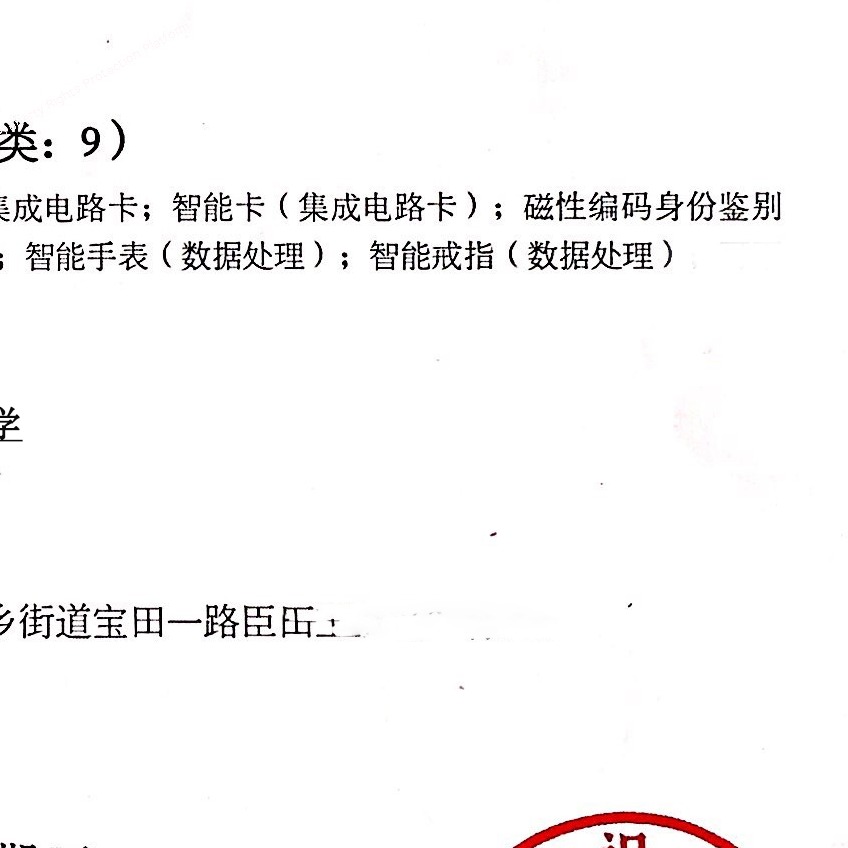 类：9）
集成电路卡；智能卡（集成电路卡）；磁性编码身份鉴别
；智能手表（数据处理）；智能戒指（数据处理）
学
乡街道宝田一路臣田